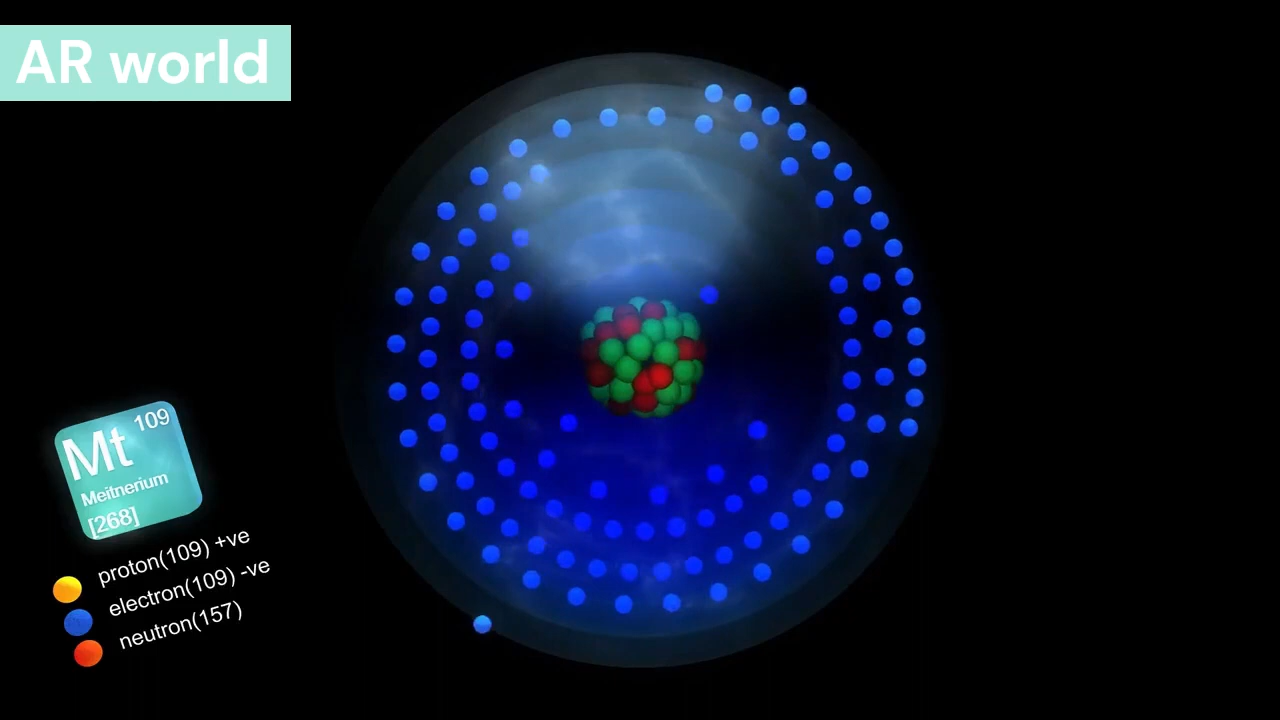 AR world
109
Mt
Meitnerium
[268]
proton(109) +ve
electron(109) -ve
neutron(157)